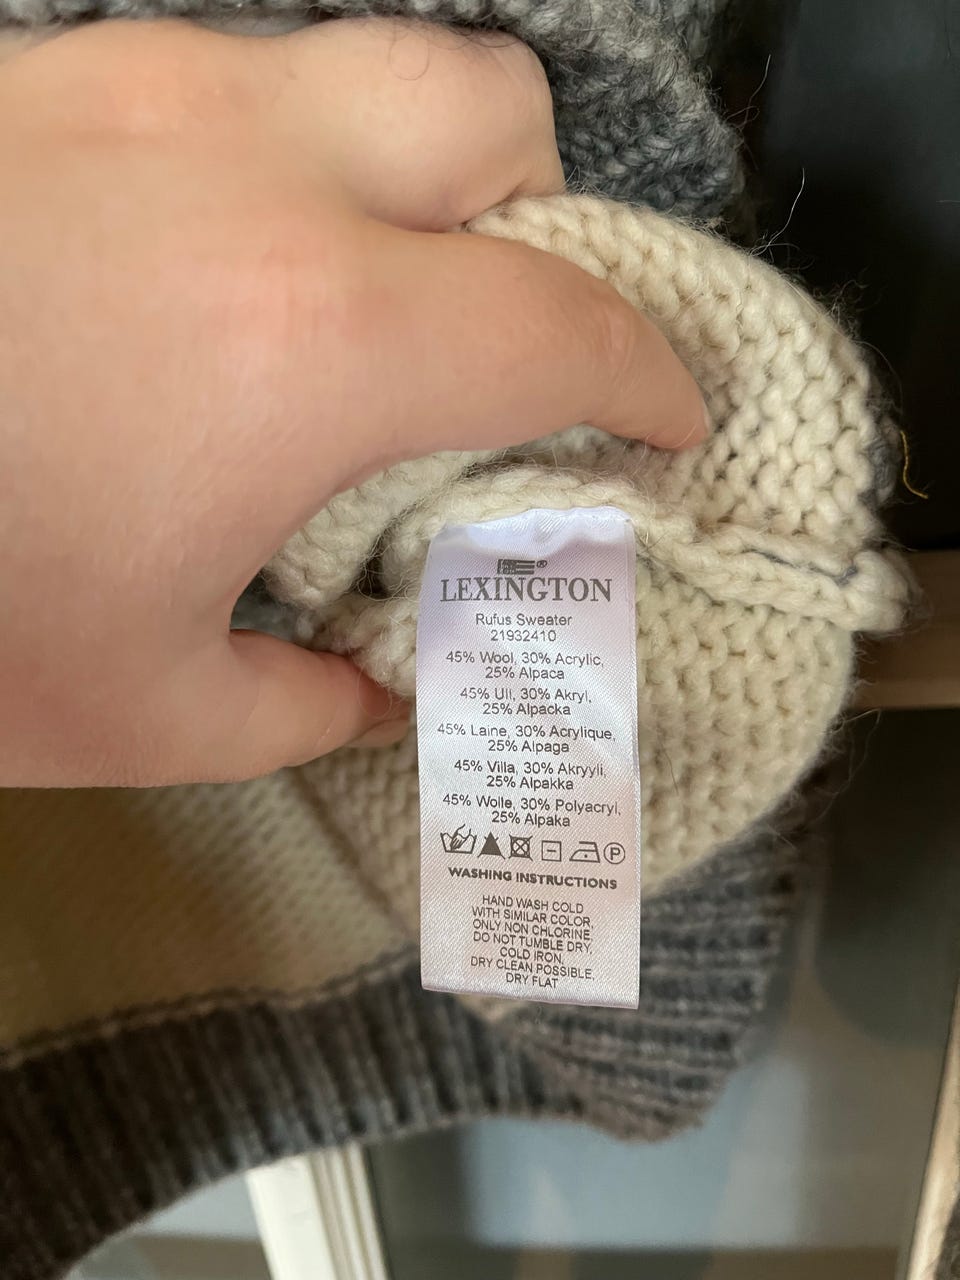 LEXINGTON
Rufus Sweater
21932410
45% Wool, 30% Acrylic,
25% Alpaca
45% Ull, 30% Akryl,
25% Alpacka
45% Laine, 30% Acrylique,
25% Alpaga
45% Villa, 30% Akryyli,
25% Alpakka
45% Wolle, 30% Polyacryl,
25% Alpaka
P
WASHING INSTRUCTIONS
HAND WASH COLD
WITH SIMILAR COLOR,
ONLY NON CHLORINE,
DO NOT TUMBLE DRY,
COLD IRON,
DRY CLEAN POSSIBLE,
DRY FLAT